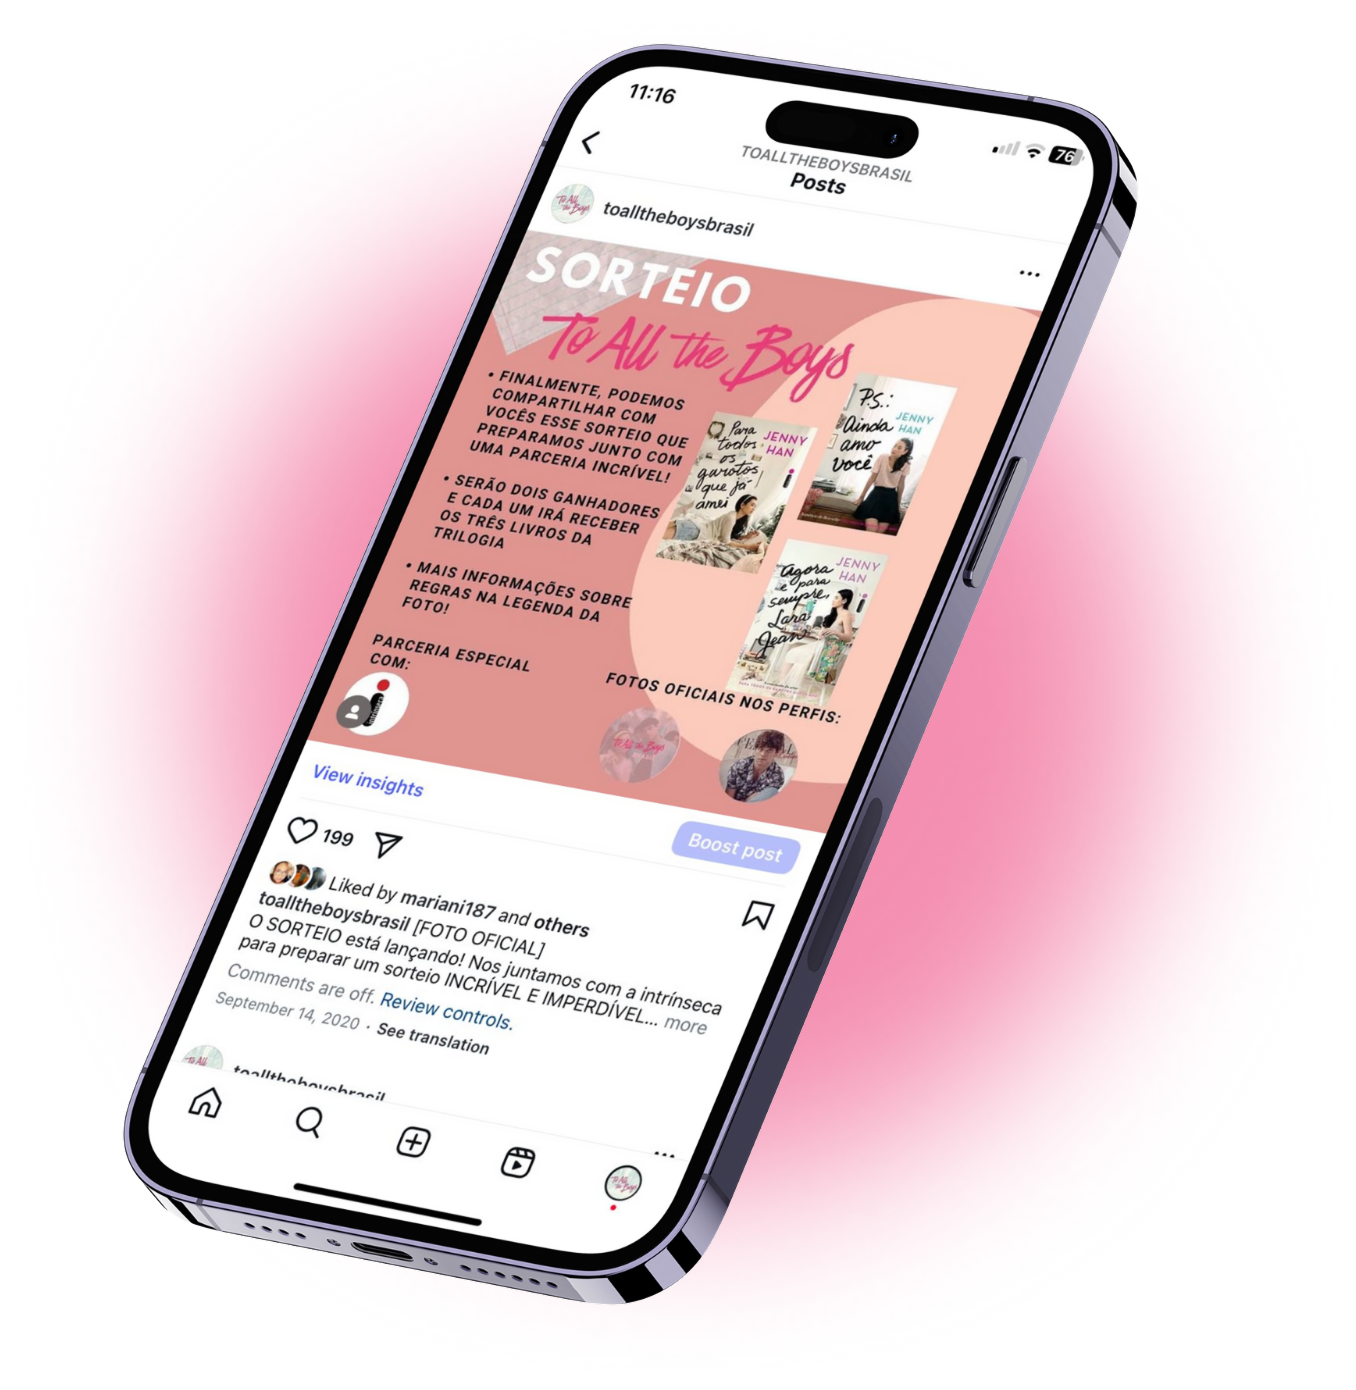 11:16
76
TOALLTHEBOYSBRASIL
Posts
toalltheboysbrasil
SORTEIO
To All the Boys
• FINALMENTE, PODEMOS
COMPARTILHAR COM
VOCÊS ESSE SORTEIO QUE
PREPARAMOS JUNTO COM
UMA PARCERIA INCRÍVEL!
• SERÃO DOIS GANHADORES
E CADA UM IRÁ RECEBER
OS TRÊS LIVROS DA
TRILOGIA
• MAIS INFORMAÇÕES SOBRE
REGRAS NA LEGENDA DA
FOTO!
Para
todos
os
garotos
que já
amei
JENNY
HAN
P.S.:
Ainda
amo
você
JENNY
HAN
Agora
e para
sempre,
Lara
Jean
JENNY
HAN
PARCERIA ESPECIAL
COM:
FOTOS OFICIAIS NOS PERFIS:
To All the Boys
View insights
Boost post
199
Liked by mariani187 and others
toalltheboysbrasil [FOTO OFICIAL]
O SORTEIO está lançando! Nos juntamos com a intrínseca
para preparar um sorteio INCRÍVEL E IMPERDÍVEL... more
Comments are off. Review controls.
September 14, 2020 · See translation
toalltheboysbrasil